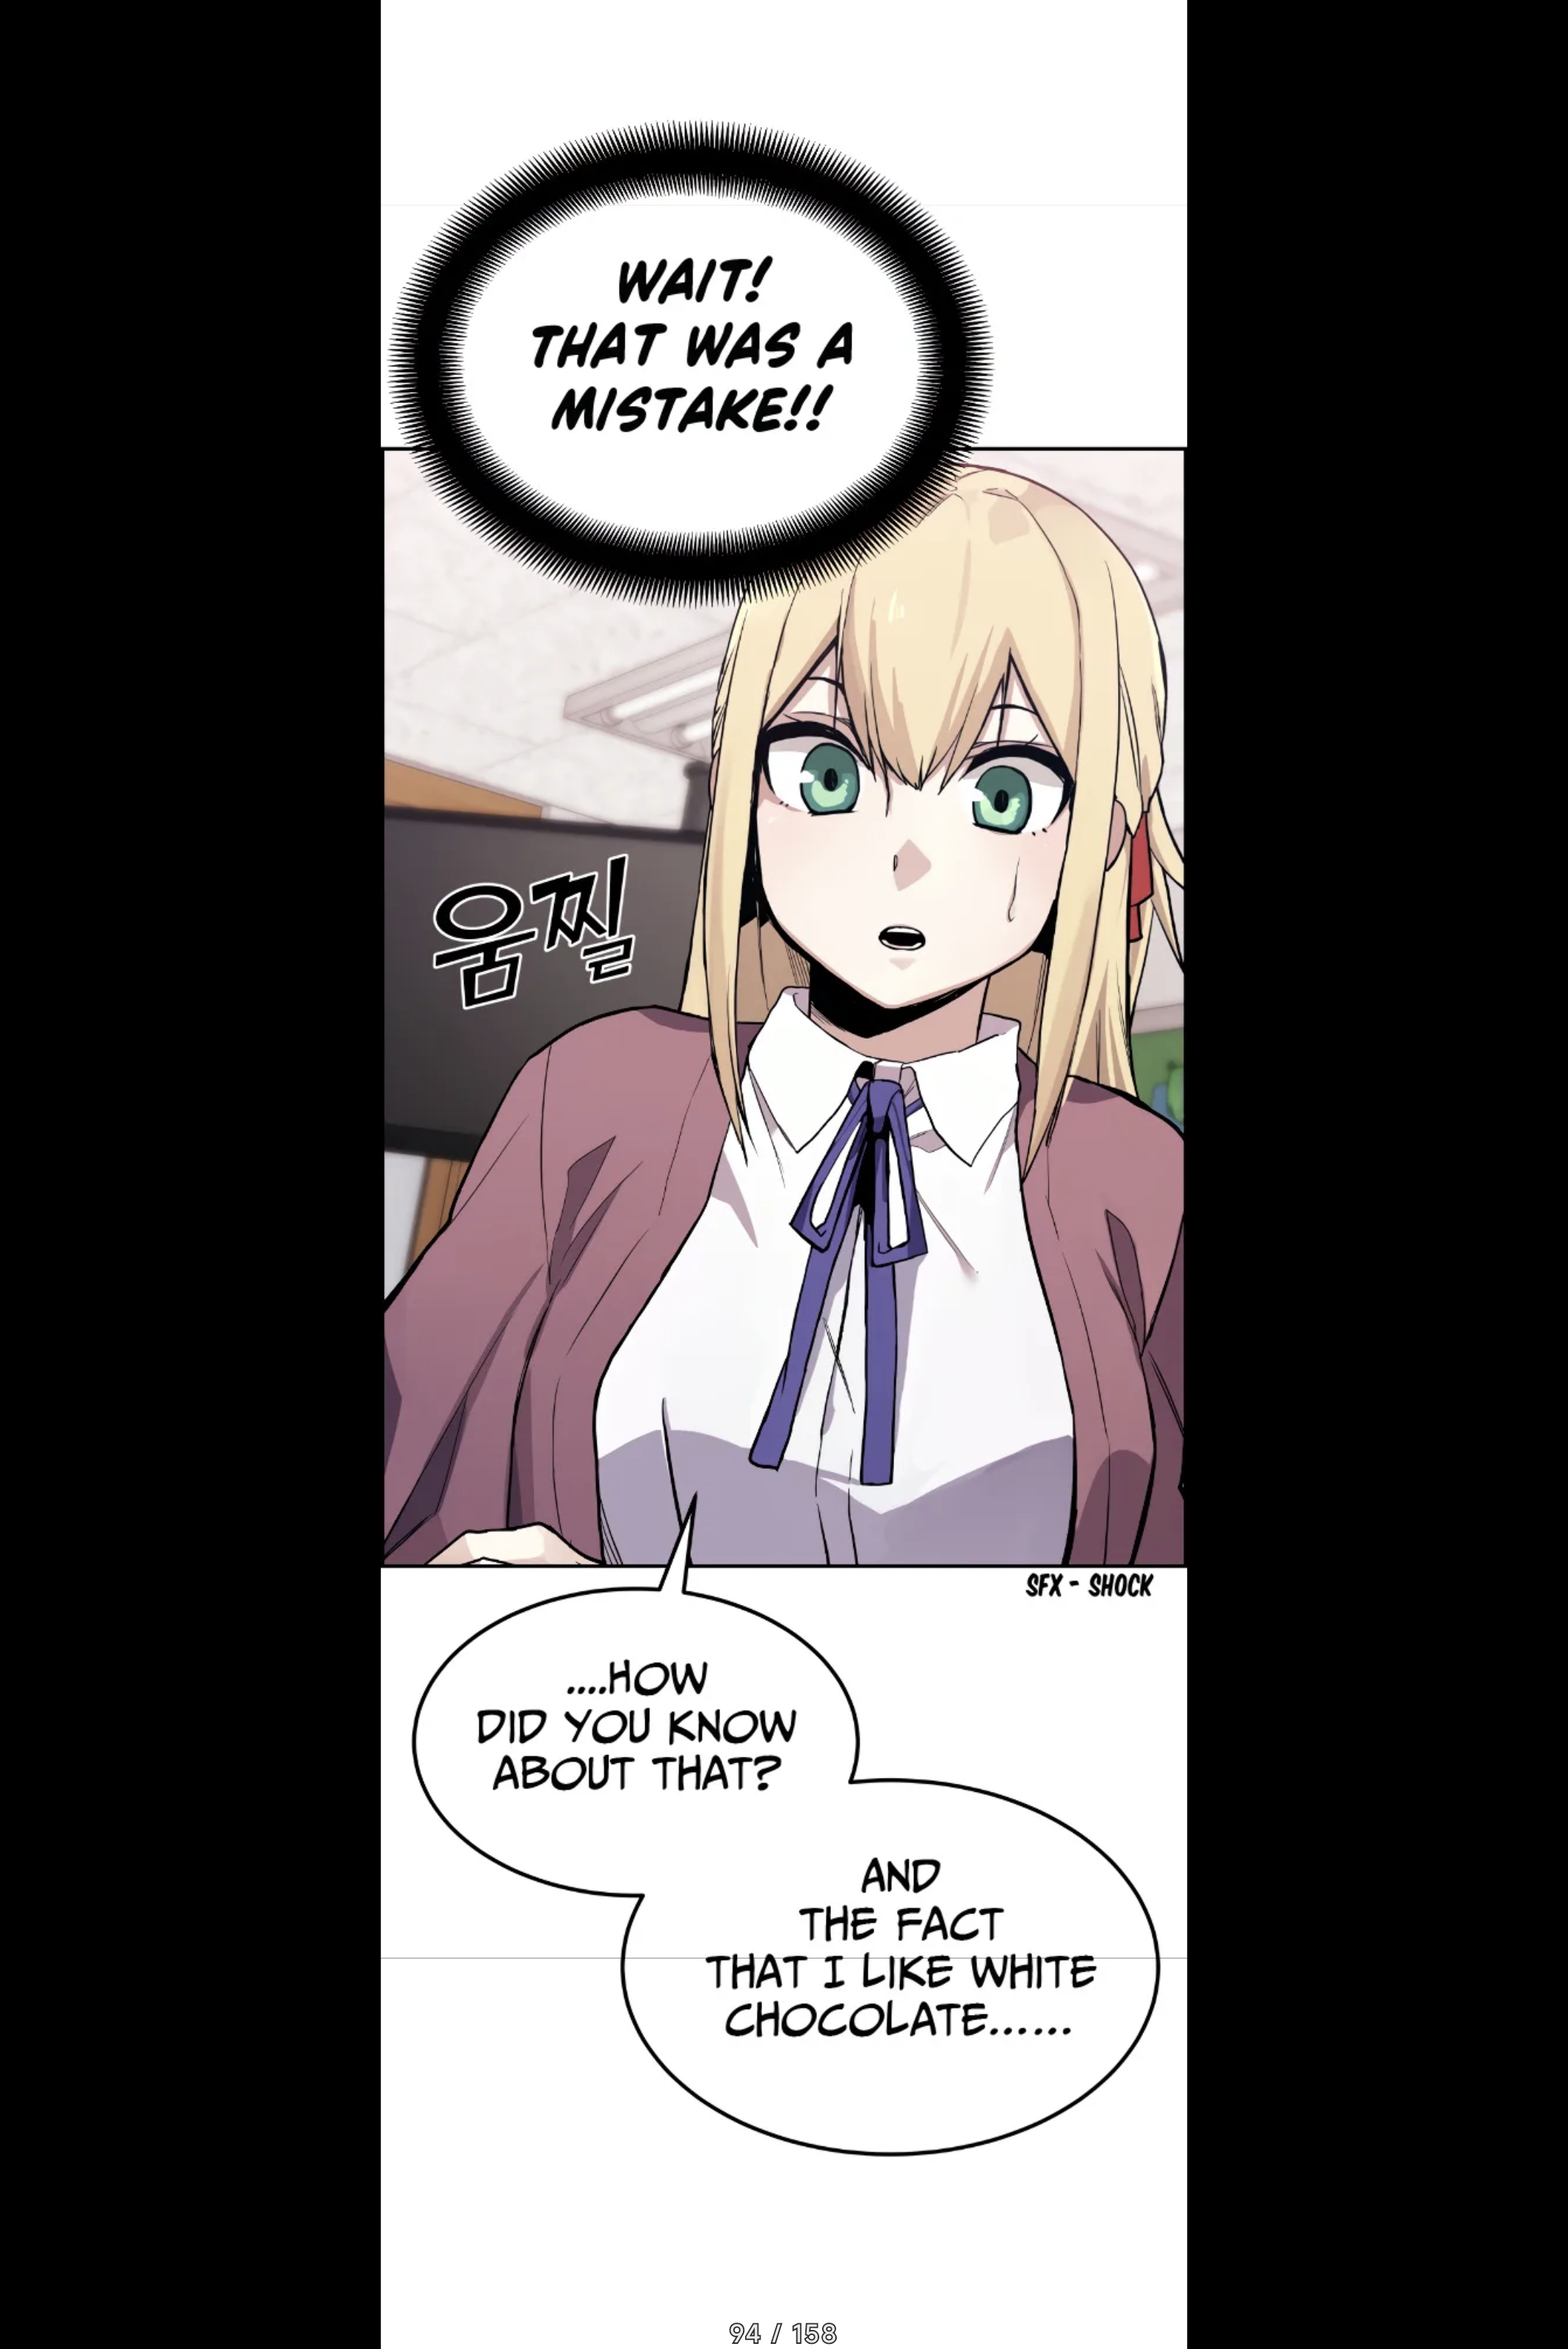 WAIT!
THAT WAS A
MISTAKE!!
움찔
SFX - SHOCK
....HOW
DID YOU KNOW
ABOUT THAT?
AND
THE FACT
THAT I LIKE WHITE
CHOCOLATE......
94 / 158